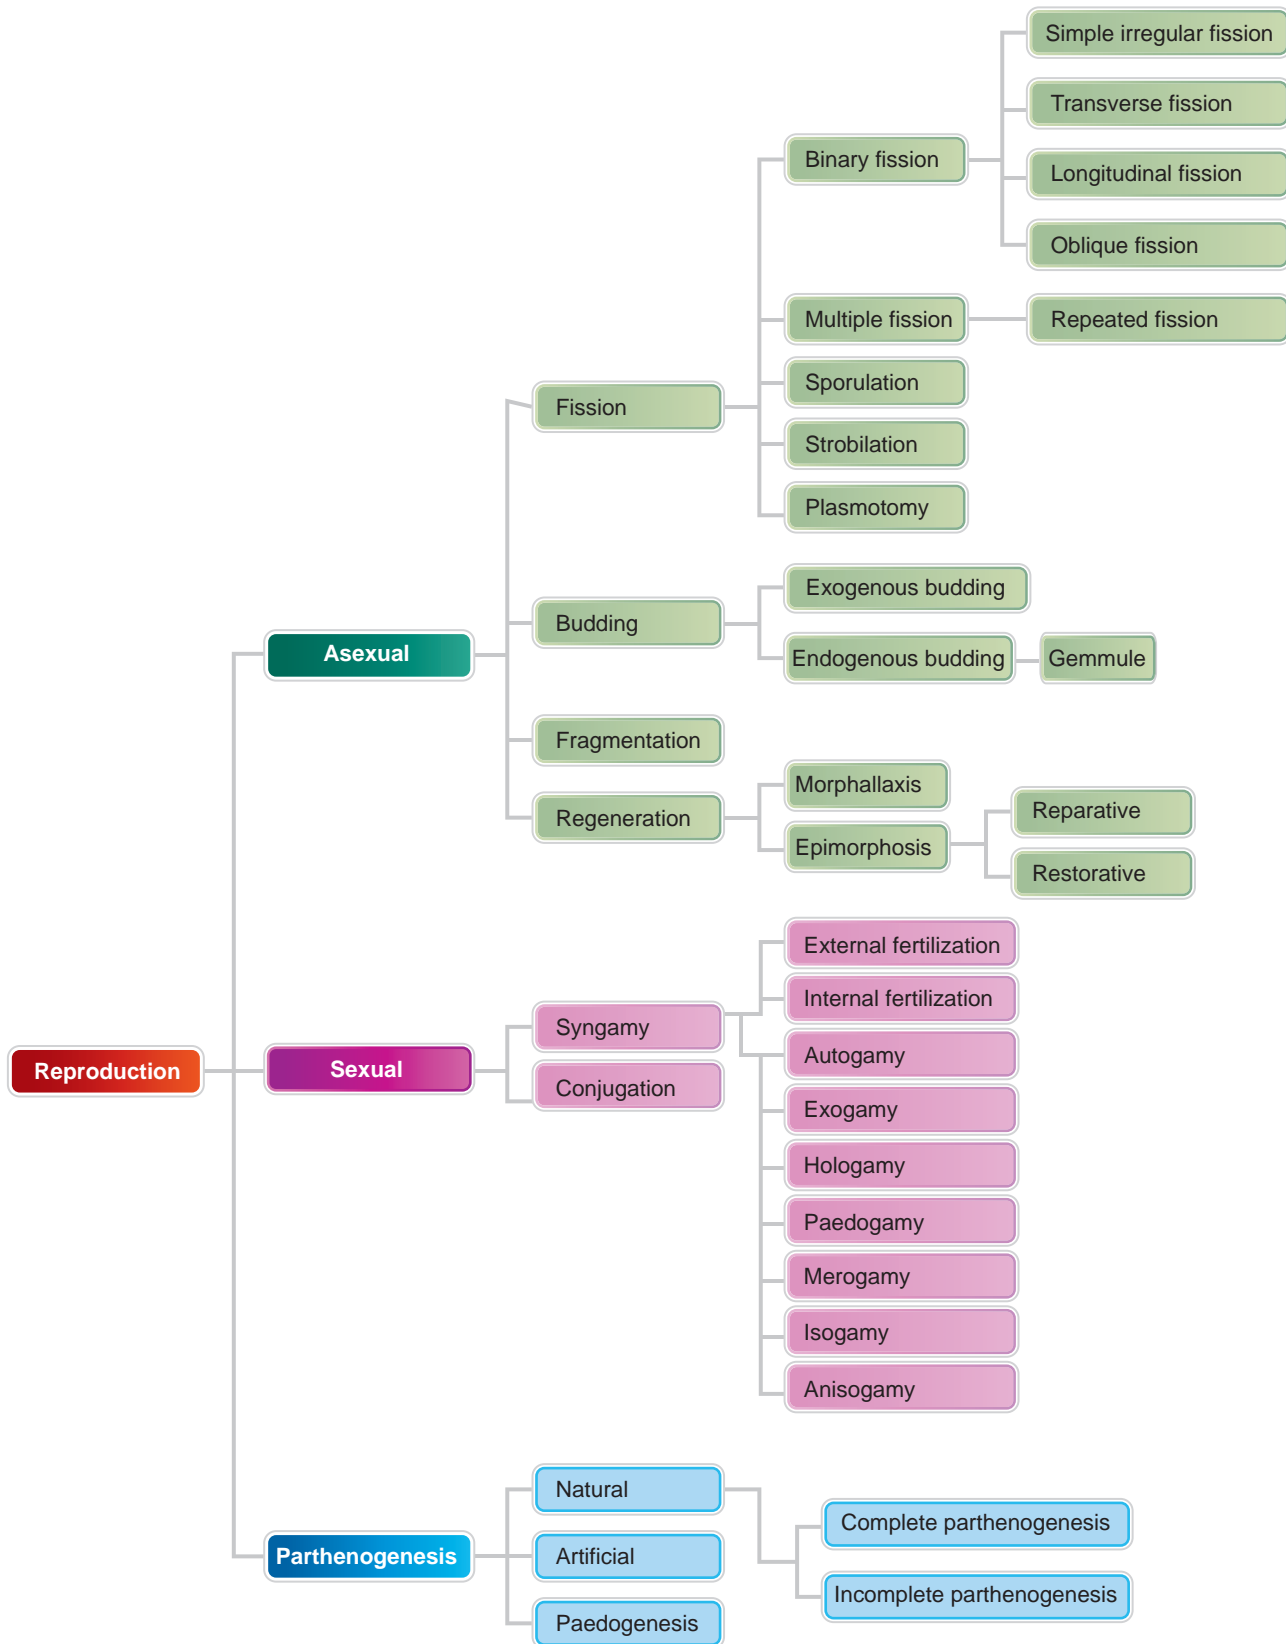 Reproduction
Asexual
Fission
Binary fission
Simple irregular fission
Transverse fission
Longitudinal fission
Oblique fission
Multiple fission
Repeated fission
Sporulation
Strobilation
Plasmotomy
Budding
Exogenous budding
Endogenous budding
Gemmule
Fragmentation
Regeneration
Morphallaxis
Epimorphosis
Reparative
Restorative
Sexual
Syngamy
External fertilization
Internal fertilization
Autogamy
Exogamy
Hologamy
Paedogamy
Merogamy
Isogamy
Anisogamy
Conjugation
Parthenogenesis
Natural
Complete parthenogenesis
Incomplete parthenogenesis
Artificial
Paedogenesis